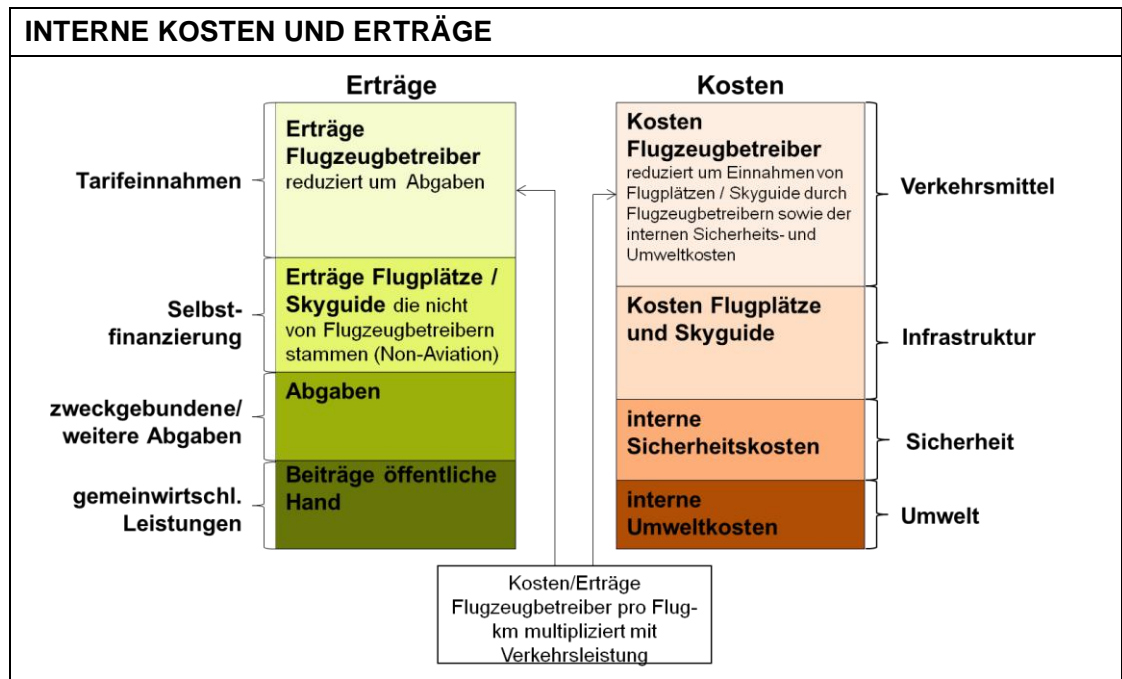 INTERNE KOSTEN UND ERTRÄGE
Erträge
Kosten
Tarifeinnahmen
Selbst-
finanzierung
zweckgebundene/
weitere Abgaben
gemeinwirtschl.
Leistungen
Erträge
Flugzeugbetreiber
reduziert um Abgaben
Erträge Flugplätze /
Skyguide die nicht
von Flugzeugbetreibern
stammen (Non-Aviation)
Abgaben
Beiträge öffentliche
Hand
Kosten
Flugzeugbetreiber
reduziert um Einnahmen von
Flugplätzen / Skyguide durch
Flugzeugbetreibern sowie der
internen Sicherheits- und
Umweltkosten
Kosten Flugplätze
und Skyguide
interne
Sicherheitskosten
interne
Umweltkosten
Verkehrsmittel
Infrastruktur
Sicherheit
Umwelt
Kosten/Erträge
Flugzeugbetreiber pro Flug-
km multipliziert mit
Verkehrsleistung